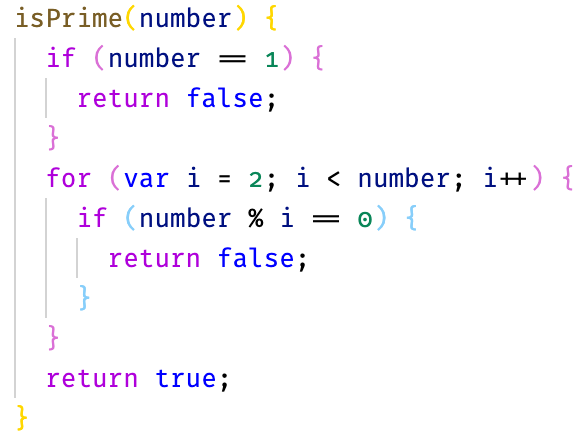 isPrime(number) {
  if (number == 1) {
    return false;
  }
  for (var i = 2; i < number; i++) {
    if (number % i == 0) {
      return false;
    }
  }
  return true;
}